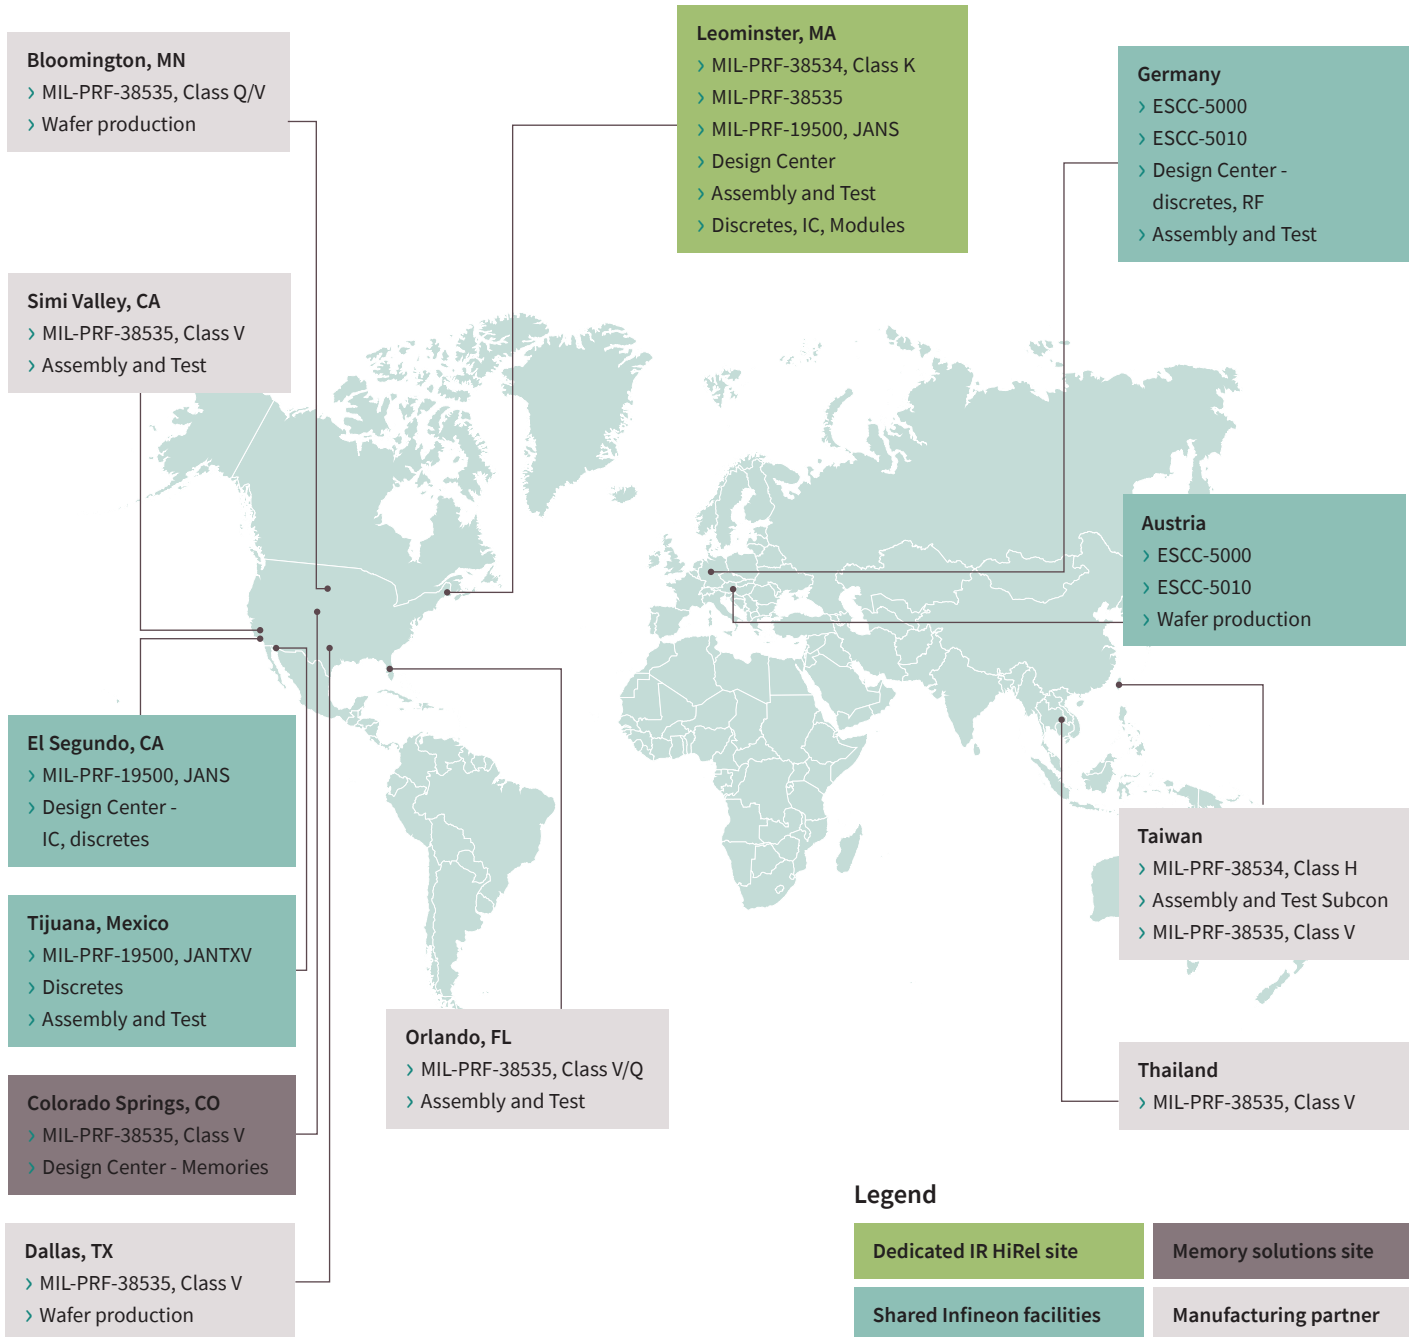 Bloomington, MN
› MIL-PRF-38535, Class Q/V
› Wafer production
Leominster, MA
› MIL-PRF-38534, Class K
› MIL-PRF-38535
› MIL-PRF-19500, JANS
› Design Center
› Assembly and Test
› Discretes, IC, Modules
Germany
› ESCC-5000
› ESCC-5010
› Design Center -
discretes, RF
› Assembly and Test
Simi Valley, CA
› MIL-PRF-38535, Class V
› Assembly and Test
Austria
› ESCC-5000
› ESCC-5010
› Wafer production
El Segundo, CA
› MIL-PRF-19500, JANS
› Design Center -
IC, discretes
Tijuana, Mexico
› MIL-PRF-19500, JANTXV
› Discretes
› Assembly and Test
Taiwan
› MIL-PRF-38534, Class H
› Assembly and Test Subcon
› MIL-PRF-38535, Class V
Orlando, FL
› MIL-PRF-38535, Class V/Q
› Assembly and Test
Thailand
› MIL-PRF-38535, Class V
Colorado Springs, CO
› MIL-PRF-38535, Class V
› Design Center - Memories
Dallas, TX
› MIL-PRF-38535, Class V
› Wafer production
Legend
Dedicated IR HiRel site
Memory solutions site
Shared Infineon facilities
Manufacturing partner